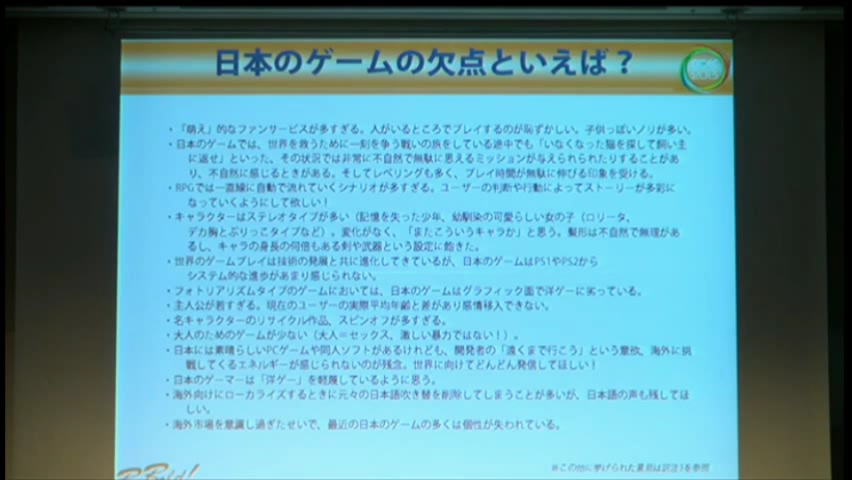 日本のゲームの欠点といえば？
・「萌え」的なファンサービスが多すぎる。人がいるところでプレイするのが恥ずかしい。子供っぽいノリが多い。
・日本のゲームでは、世界を救うために一刻を争う戦いの旅をしている途中でも「いなくなった猫を探して飼い主
に返せ」といった、その状況では非常に不自然で無駄に思えるミッションが与えられられたりすることがあ
り、不自然に感じるときがある。そしてレベリングも多く、プレイ時間が無駄に伸びる印象を受ける。
・RPGでは一直線に自動で流れていくシナリオが多すぎる。ユーザーの判断や行動によってストーリーが多彩に
なっていくようにして欲しい！
・キャラクターはステレオタイプが多い（記憶を失った少年、幼馴染の可愛らしい女の子（ロリータ、
デカ胸とぶりっこタイプなど）。変化がなく、「またこういうキャラか」と思う。髪形は不自然で無理があ
るし、キャラの身長の何倍もある剣や武器という設定に飽きた。
・世界のゲームプレイは技術の発展と共に進化してきているが、日本のゲームはPS1やPS2から
システム的な進歩があまり感じられない。
・フォトリアリズムタイプのゲームにおいては、日本のゲームはグラフィック面で洋ゲーに劣っている。
・主人公が若すぎる。現在のユーザーの実際平均年齢と差があり感情移入できない。
・名キャラクターのリサイクル作品、スピンオフが多すぎる。
・大人のためのゲームが少ない（大人＝セックス、激しい暴力ではない！）。
・日本には素晴らしいPCゲームや同人ソフトがあるけれども、開発者の「遠くまで行こう」という意欲、海外に挑
戦してくるエネルギーが感じられないのが残念。世界に向けてどんどん発信してほしい！
・日本のゲーマーは「洋ゲー」を軽蔑しているように思う。
・海外向けにローカライズするときに元々の日本語吹き替を削除してしまうことが多いが、日本語の声も残してほ
しい。
・海外市場を意識し過ぎたせいで、最近の日本のゲームの多くは個性が失われている。
※この他に挙げられた意見は訳注1を参照